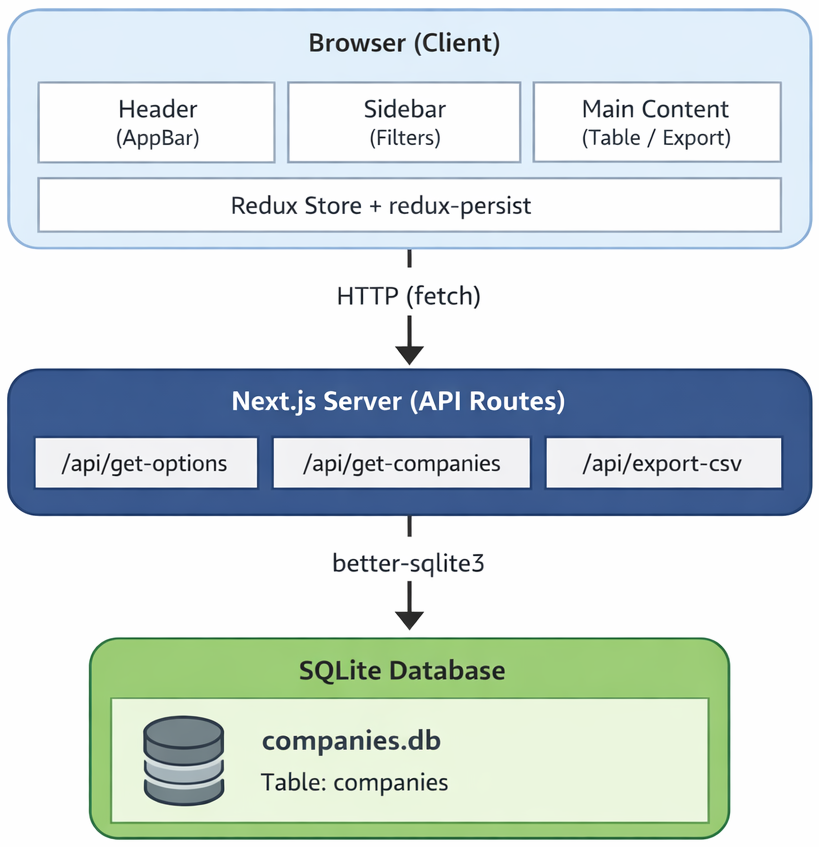 Browser (Client)
Header
(AppBar)
Sidebar
(Filters)
Main Content
(Table / Export)
Redux Store + redux-persist
HTTP (fetch)
Next.js Server (API Routes)
/api/get-options
/api/get-companies
/api/export-csv
better-sqlite3
SQLite Database
companies.db
Table: companies